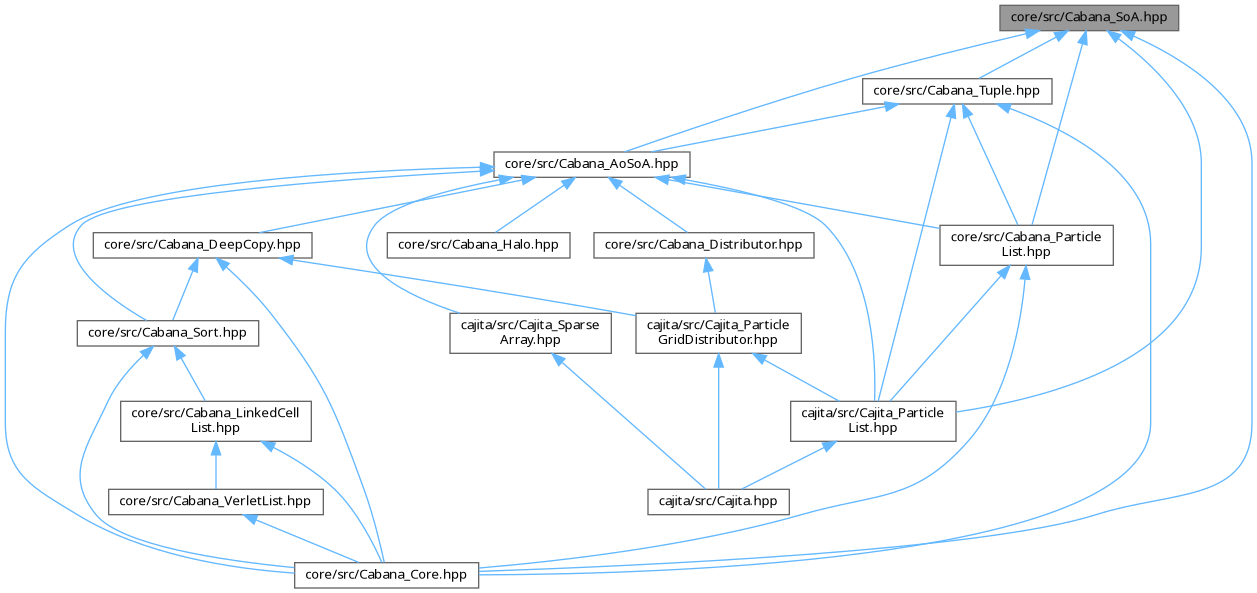 core/src/Cabana_SoA.hpp
core/src/Cabana_Tuple.hpp
core/src/Cabana_AoSoA.hpp
core/src/Cabana_DeepCopy.hpp
core/src/Cabana_Halo.hpp
core/src/Cabana_Distributor.hpp
core/src/Cabana_Particle
List.hpp
core/src/Cabana_Sort.hpp
cajita/src/Cajita_Sparse
Array.hpp
cajita/src/Cajita_Particle
GridDistributor.hpp
core/src/Cabana_LinkedCell
List.hpp
cajita/src/Cajita_Particle
List.hpp
core/src/Cabana_VerletList.hpp
cajita/src/Cajita.hpp
core/src/Cabana_Core.hpp